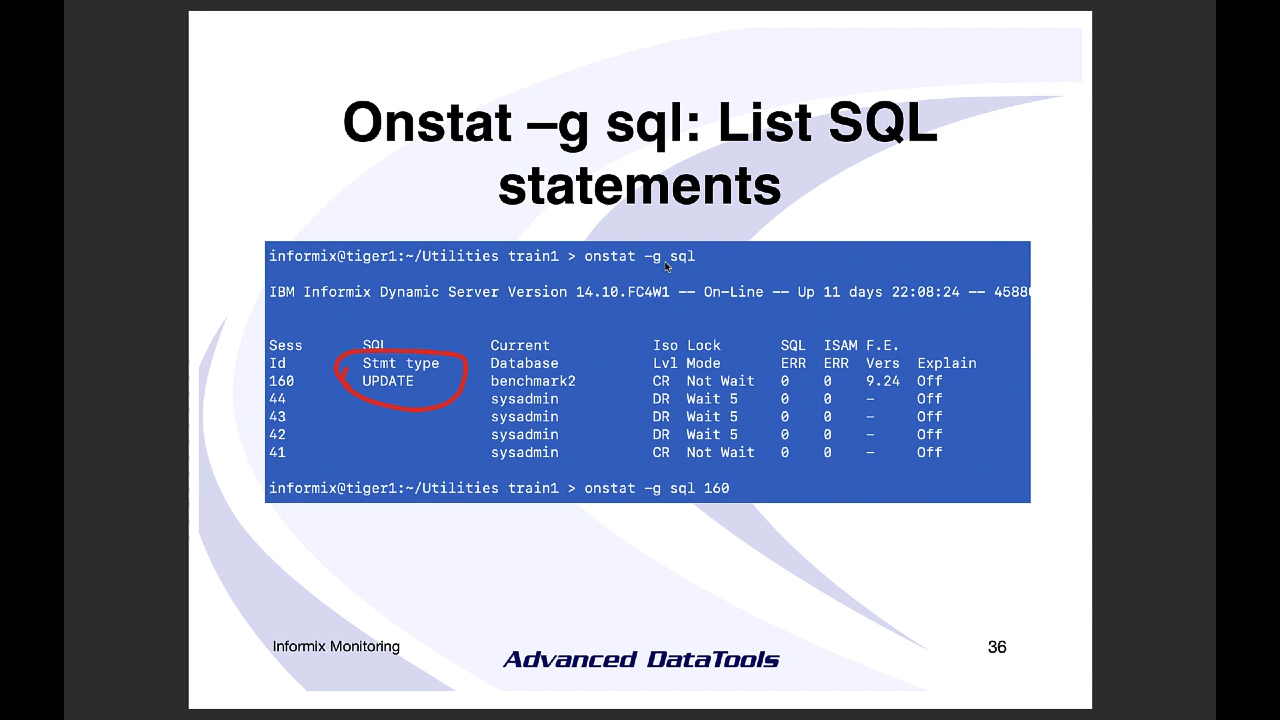 Onstat –g sql: List SQL
statements
informix@tiger1:~/Utilities train1 > onstat -g sql
IBM Informix Dynamic Server Version 14.10.FC4W1 -- On-Line -- Up 11 days 22:08:24 -- 45880
Sess SQL Current Iso Lock SQL ISAM F.E.
Id Stmt type Database Lvl Mode ERR ERR Vers Explain
160 UPDATE benchmark2 CR Not Wait 0 0 9.24 Off
44 sysadmin DR Wait 5 0 0 - Off
43 sysadmin DR Wait 5 0 0 - Off
42 sysadmin DR Wait 5 0 0 - Off
41 sysadmin CR Not Wait 0 0 - Off
informix@tiger1:~/Utilities train1 > onstat -g sql 160
Informix Monitoring
Advanced DataTools
36